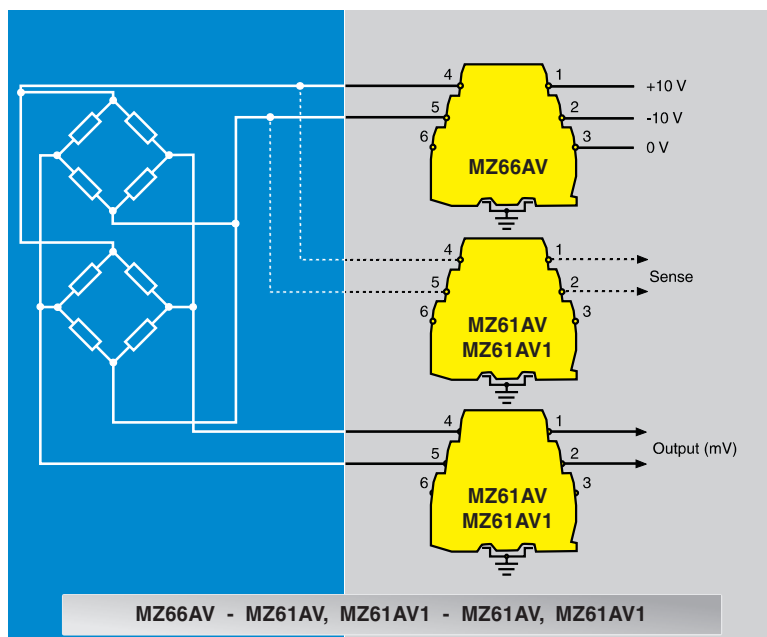 4 1 +10 V
5 2 -10 V
6 3 0 V
MZ66AV
4 1
5 2 Sense
6 3
MZ61AV
MZ61AV1
4 1
5 2 Output (mV)
6 3
MZ61AV
MZ61AV1
MZ66AV - MZ61AV, MZ61AV1 - MZ61AV, MZ61AV1